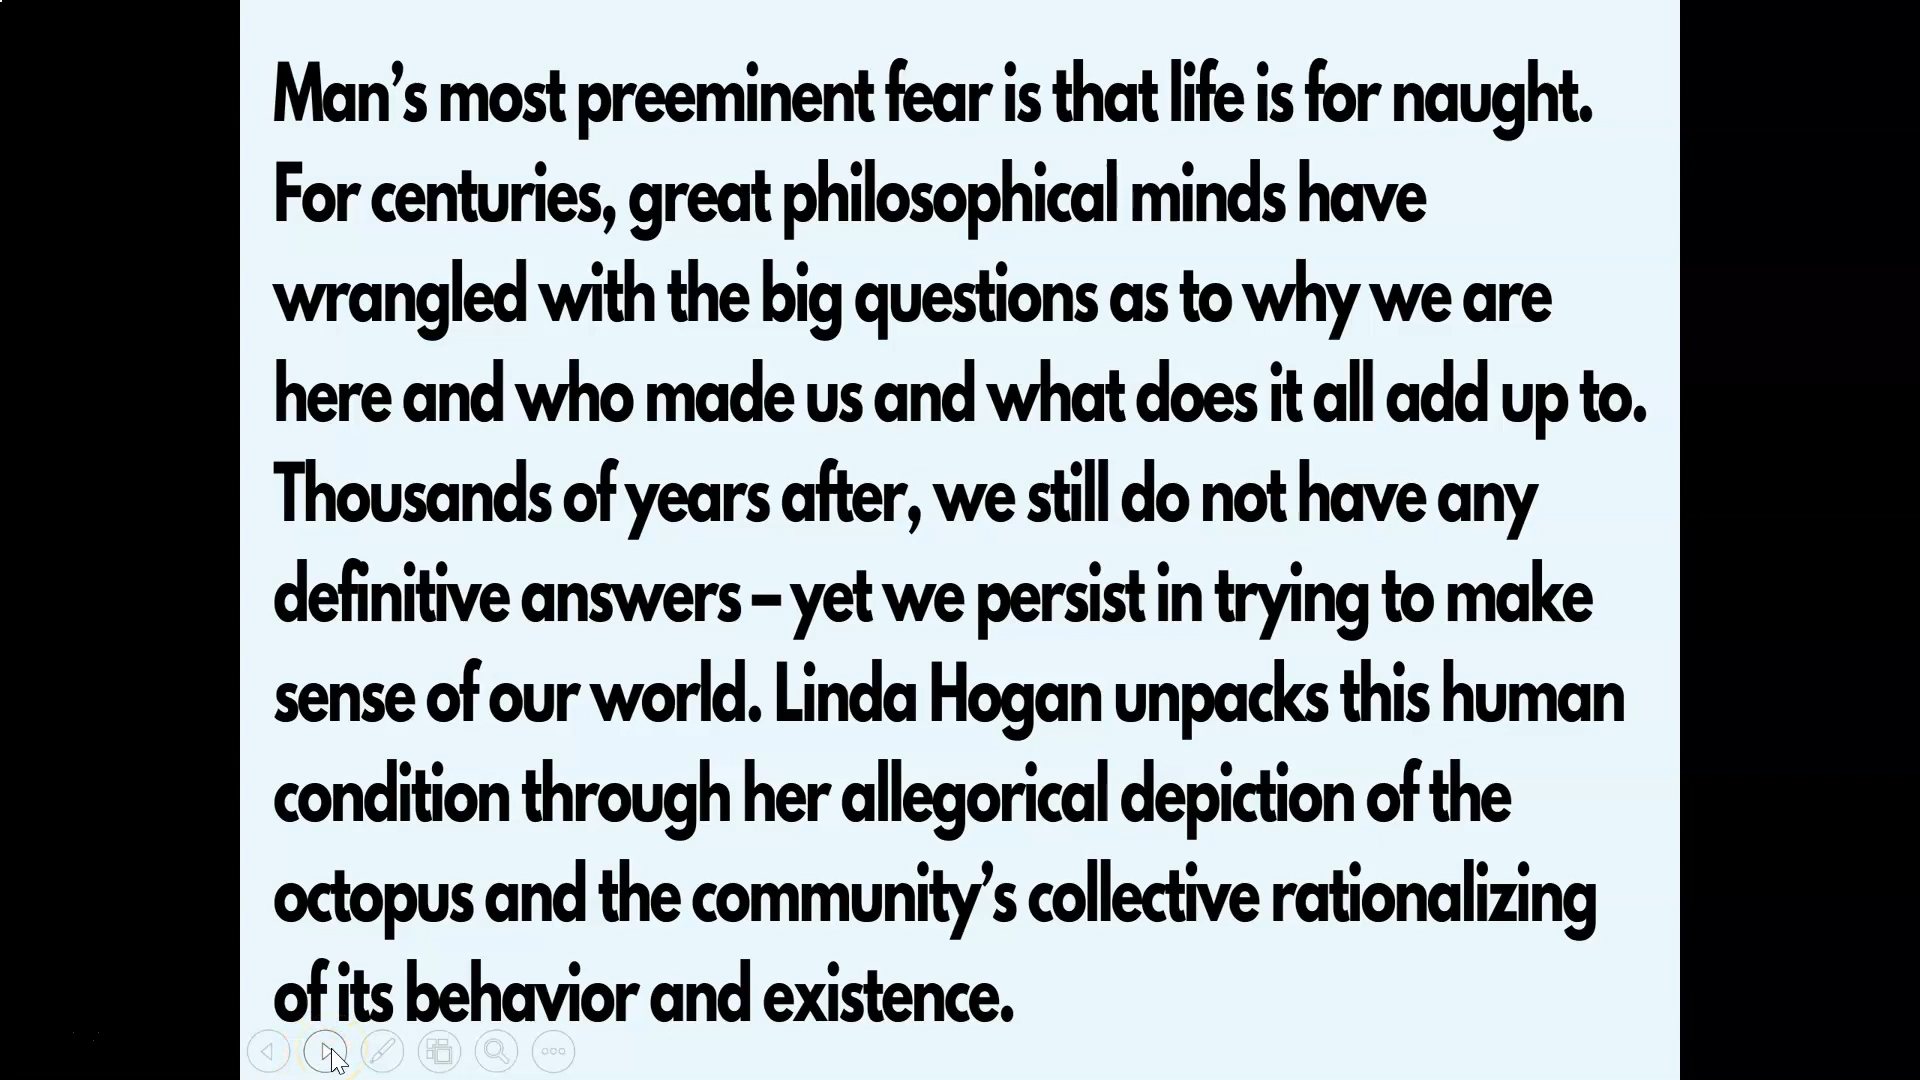 Man’s most preeminent fear is that life is for naught.
For centuries, great philosophical minds have
wrangled with the big questions as to why we are
here and who made us and what does it all add up to.
Thousands of years after, we still do not have any
definitive answers – yet we persist in trying to make
sense of our world. Linda Hogan unpacks this human
condition through her allegorical depiction of the
octopus and the community’s collective rationalizing
of its behavior and existence.